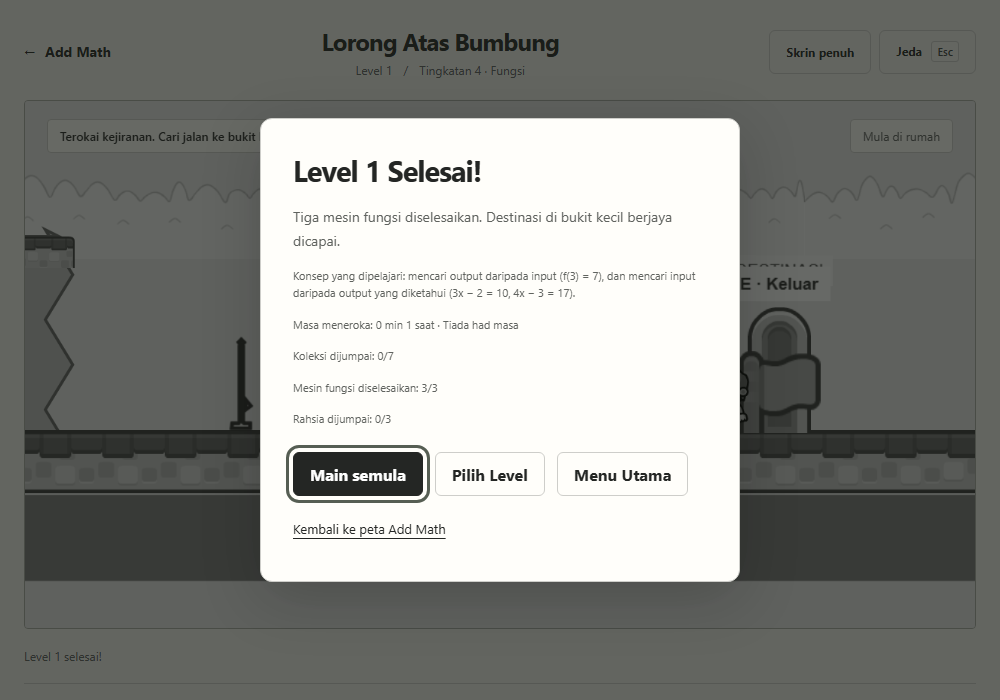 ← Add Math
Lorong Atas Bumbung
Level 1 / Tingkatan 4 · Fungsi
Skrin penuh
Jeda Esc
Terokai kejiranan. Cari jalan ke bukit
Mula di rumah
Level 1 Selesai!
Tiga mesin fungsi diselesaikan. Destinasi di bukit kecil berjaya
dicapai.
Konsep yang dipelajari: mencari output daripada input (f(3) = 7), dan mencari input
daripada output yang diketahui (3x − 2 = 10, 4x − 3 = 17).
Masa meneroka: 0 min 1 saat · Tiada had masa
Koleksi dijumpai: 0/7
Mesin fungsi diselesaikan: 3/3
Rahsia dijumpai: 0/3
E · Keluar
Main semula
Pilih Level
Menu Utama
Kembali ke peta Add Math
Level 1 selesai!